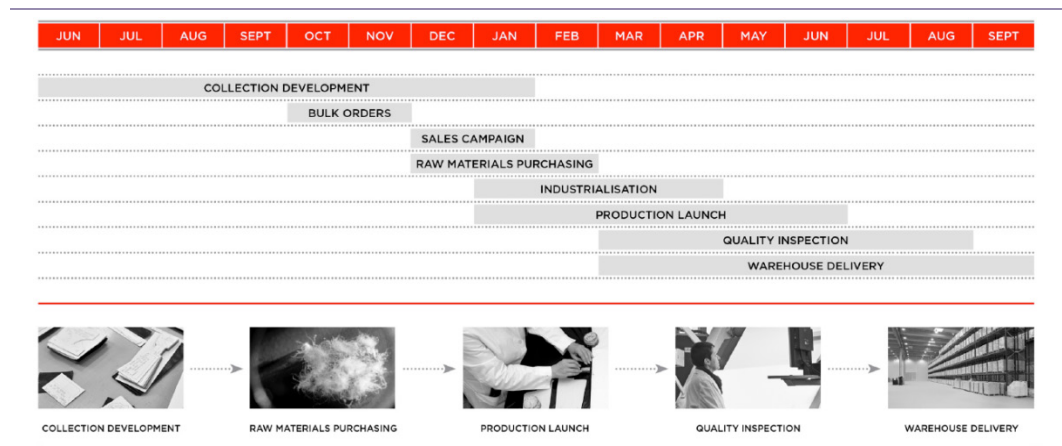 JUN JUL AUG SEPT OCT NOV DEC JAN FEB MAR APR MAY JUN JUL AUG SEPT
COLLECTION DEVELOPMENT
BULK ORDERS
SALES CAMPAIGN
RAW MATERIALS PURCHASING
INDUSTRIALISATION
PRODUCTION LAUNCH
QUALITY INSPECTION
WAREHOUSE DELIVERY
COLLECTION DEVELOPMENT RAW MATERIALS PURCHASING PRODUCTION LAUNCH QUALITY INSPECTION WAREHOUSE DELIVERY